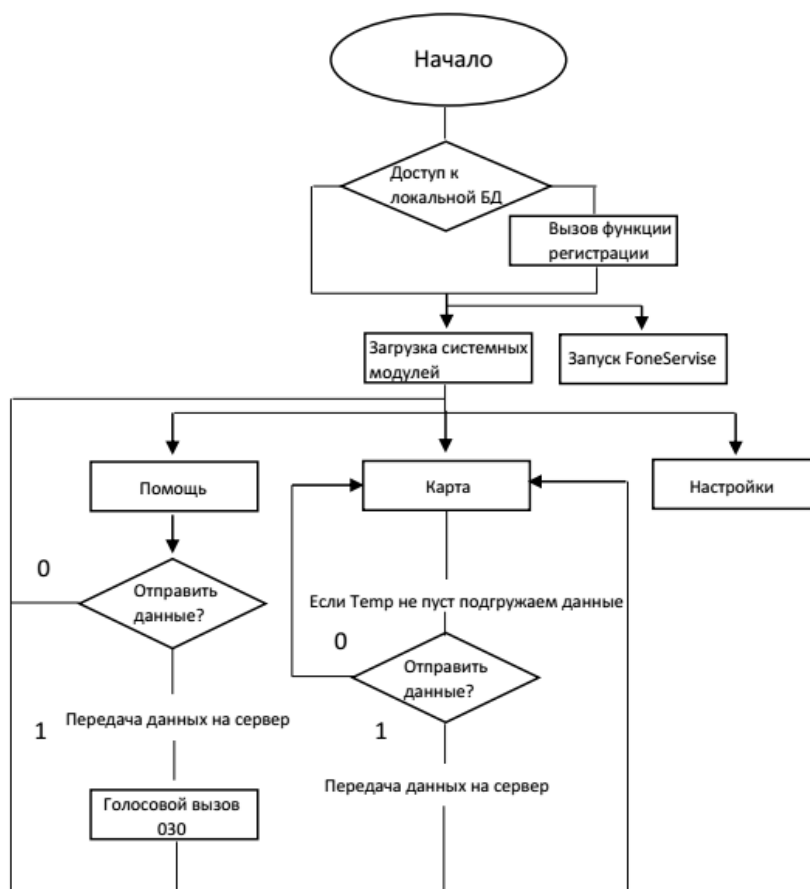 Начало
Доступ к
локальной БД
Вызов функции
регистрации
Загрузка системных
модулей
Запуск FoneServise
Помощь
Карта
Настройки
0
Отправить
данные?
Если Temp не пуст подгружаем данные
0
Отправить
данные?
1
Передача данных на сервер
1
Передача данных на сервер
Голосовой вызов
030